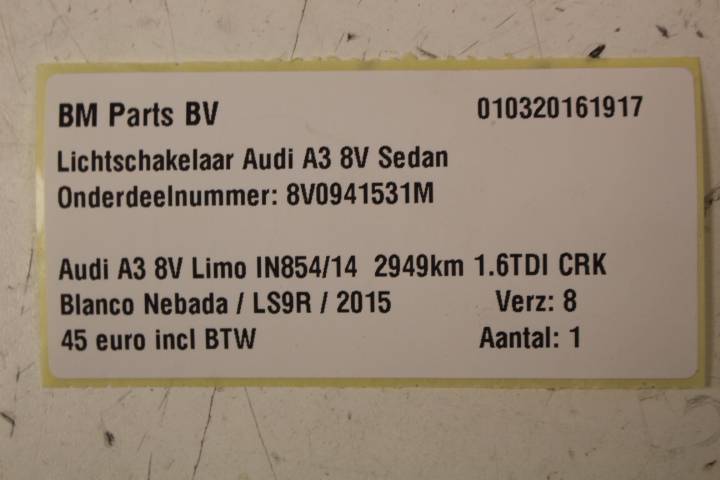 BM Parts BV 010320161917
Lichtschakelaar Audi A3 8V Sedan
Onderdeelnummer: 8V0941531M
Audi A3 8V Limo IN854/14 2949km 1.6TDI CRK
Blanco Nebada / LS9R / 2015 Verz: 8
45 euro incl BTW Aantal: 1